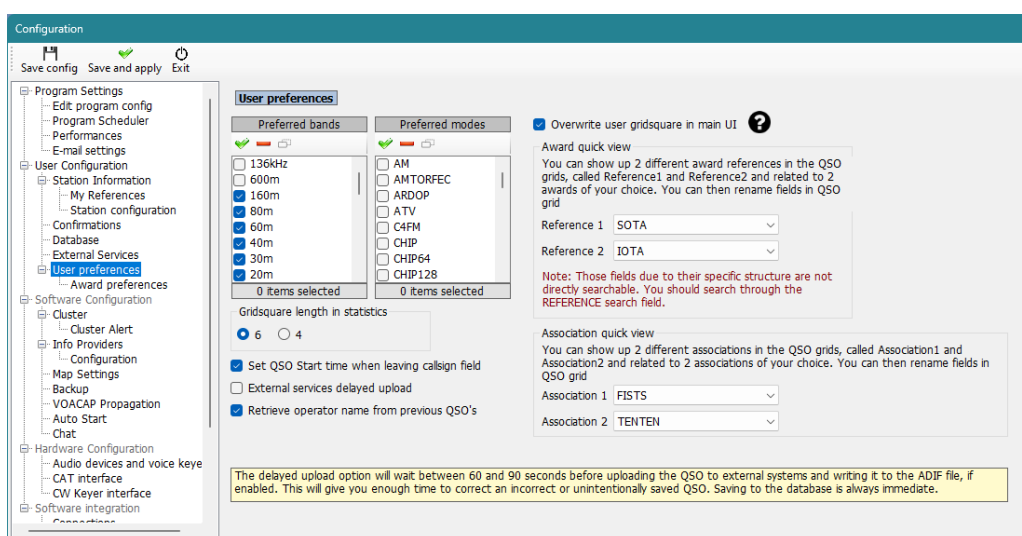 Configuration
Save config Save and apply Exit
Program Settings
Edit program config
Program Scheduler
Performances
E-mail settings
User Configuration
Station Information
My References
Station configuration
Confirmations
Database
External Services
User preferences
Award preferences
Software Configuration
Cluster
Cluster Alert
Info Providers
Configuration
Map Settings
Backup
VOACAP Propagation
Auto Start
Chat
Hardware Configuration
Audio devices and voice keye
CAT interface
CW Keyer interface
Software integration
Connections
User preferences
Preferred bands
136kHz
600m
160m
80m
60m
40m
30m
20m
0 items selected
Preferred modes
AM
AMTORFEC
ARDOP
ATV
C4FM
CHIP
CHIP64
CHIP128
0 items selected
Gridsquare length in statistics
6 4
Set QSO Start time when leaving callsign field
External services delayed upload
Retrieve operator name from previous QSO's
Overwrite user gridsquare in main UI ?
Award quick view
You can show up 2 different award references in the QSO
grids, called Reference1 and Reference2 and related to 2
awards of your choice. You can then rename fields in QSO
grid
Reference 1 SOTA
Reference 2 IOTA
Note: Those fields due to their specific structure are not
directly searchable. You should search through the
REFERENCE search field.
Association quick view
You can show up 2 different associations in the QSO grids, called Association1 and
Association2 and related to 2 associations of your choice. You can then rename fields in
QSO grid
Association 1 FISTS
Association 2 TENTEN
The delayed upload option will wait between 60 and 90 seconds before uploading the QSO to external systems and writing it to the ADIF file, if
enabled. This will give you enough time to correct an incorrect or unintentionally saved QSO. Saving to the database is always immediate.